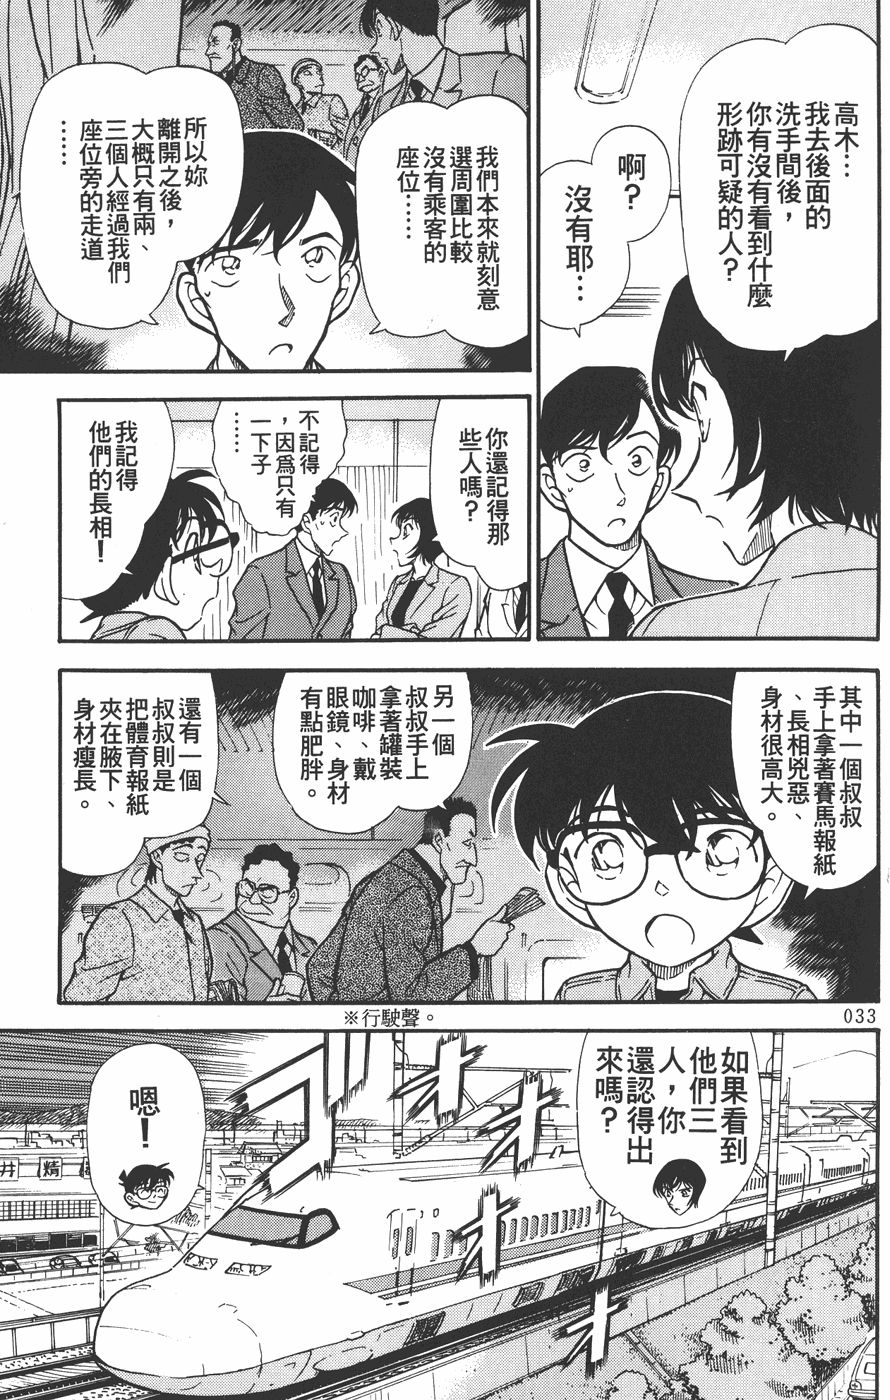 高木…
我去後面的
洗手間後，
你有沒有看到什麼
形跡可疑的人？
啊？
沒有耶…
我們本來就刻意
選周圍比較
沒有乘客的
座位……
所以妳
離開之後，
大概只有兩、
三個人經過我們
座位旁的走道
……
你還記得那
些人嗎？
不記得
，因為只有
一下子
……
我記得
他們的長相！
其中一個叔叔
手上拿著賽馬報紙
、長相兇惡、
身材很高大。
另一個
叔叔手上
拿著罐裝
咖啡、戴
眼鏡、身材
有點肥胖。
還有一個
叔叔則是
把體育報紙
夾在腋下、
身材瘦長。
※行駛聲。
033
如果看到
他們三
人，你
還認得出
來嗎？
嗯！
オオオオ
井 精